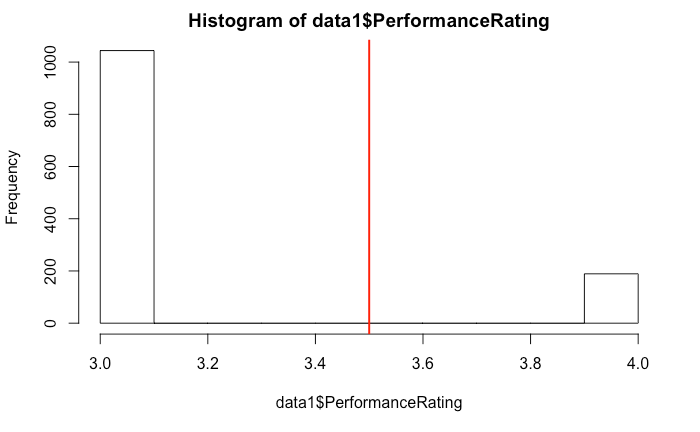 Histogram of data1$PerformanceRating
Frequency
1000
800
600
400
200
0
3.0 3.2 3.4 3.6 3.8 4.0
data1$PerformanceRating